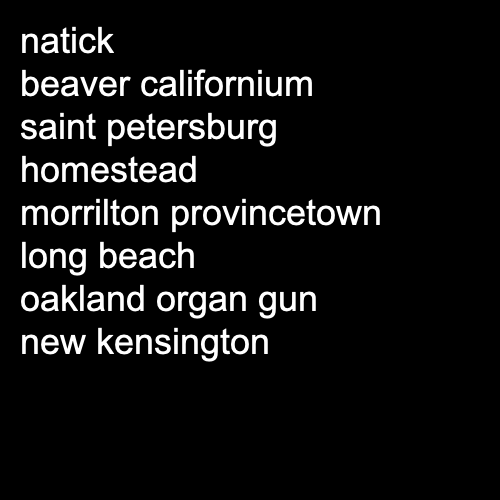 natick
beaver californium
saint petersburg
homestead
morrilton provincetown
long beach
oakland organ gun
new kensington